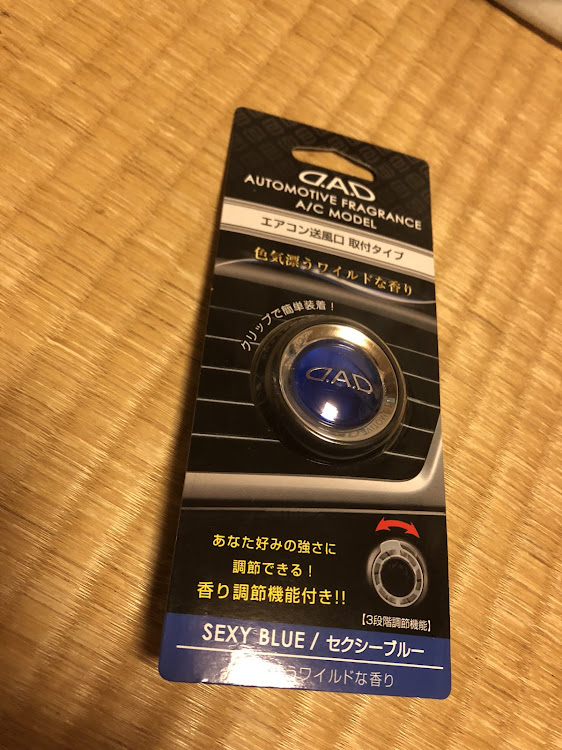 D.A.D
AUTOMOTIVE FRAGRANCE
A/C MODEL
エアコン送風口 取付タイプ
色気漂うワイルドな香り
クリップで簡単装着！
D.A.D
あなた好みの強さに
調節できる！
香り調節機能付き!!
【3段階調節機能】
SEXY BLUE / セクシーブルー
うワイルドな香り